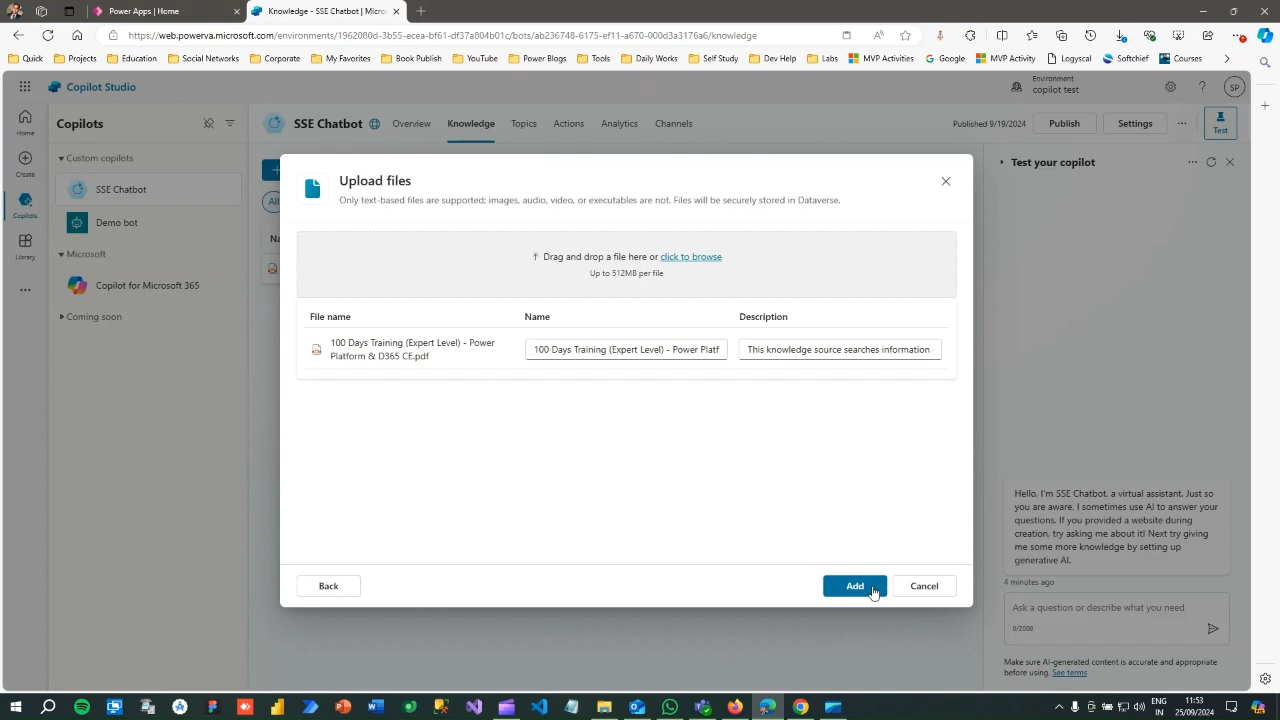 Power Apps | Home
Knowledge - SSE Chatbot | Micro
https://web.powerva.microsoft.com/environments/1962080d-3b55-ecea-bf61-df37a804b01c/bots/ab236748-6175-ef11-a670-000d3a3176a6/knowledge
Quick
Projects
Education
Social Networks
Corpirate
My Favorites
Book Publish
YouTube
Power Blogs
Tools
Daily Works
Self Study
Dev Help
Labs
MVP Activities
Google
MVP Activity
Logyscal
Softchief
Courses
Copilot Studio
Environment
copilot test
SP
Home
Create
Copilots
Library
Copilots
Custom copilots
SSE Chatbot
Demo bot
Microsoft
Copilot for Microsoft 365
Coming soon
SSE Chatbot
Overview
Knowledge
Topics
Actions
Analytics
Channels
Published 9/19/2024
Publish
Settings
Test
All
Na
Upload files
Only text-based files are supported; images, audio, video, or executables are not. Files will be securely stored in Dataverse.
Drag and drop a file here or click to browse
Up to 512MB per file
File name
Name
Description
100 Days Training (Expert Level) - Power
Platform & D365 CE.pdf
100 Days Training (Expert Level) - Power Platf
This knowledge source searches information
Back
Add
Cancel
Test your copilot
Hello, I'm SSE Chatbot, a virtual assistant. Just so
you are aware, I sometimes use AI to answer your
questions. If you provided a website during
creation, try asking me about it! Next try giving
me some more knowledge by setting up
generative AI.
4 minutes ago
Ask a question or describe what you need
0/2000
Make sure AI-generated content is accurate and appropriate
before using. See terms
ENG
IN
11:53
25/09/2024